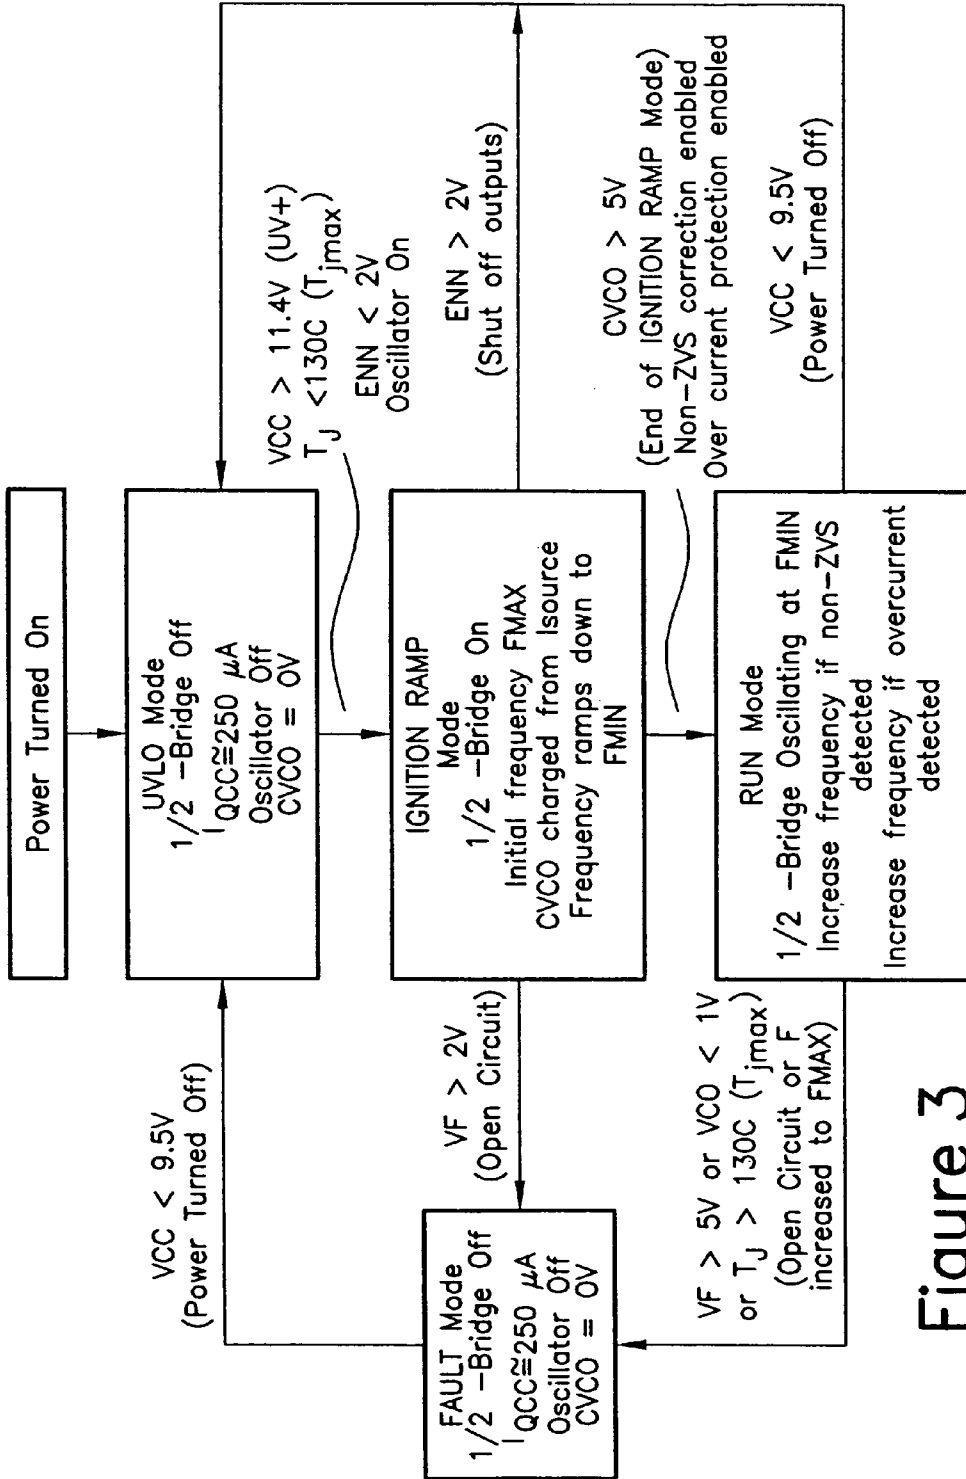 Power Turned On
UVLO Mode
1/2 -Bridge Off
IQCC≅250 μA
Oscillator Off
CVCO = 0V
VCC > 11.4V (UV+)
TJ <130C (Tjmax)
ENN < 2V
Oscillator On
VCC < 9.5V
(Power Turned Off)
IGNITION RAMP
Mode
1/2 -Bridge On
Initial frequency FMAX
CVCO charged from Isource
Frequency ramps down to
FMIN
ENN > 2V
(Shut off outputs)
VF > 2V
(Open Circuit)
FAULT Mode
1/2 -Bridge Off
IQCC≅250 μA
Oscillator Off
CVCO = 0V
CVCO > 5V
(End of IGNITION RAMP Mode)
Non-ZVS correction enabled
Over current protection enabled
RUN Mode
1/2 -Bridge Oscillating at FMIN
Increase frequency if non-ZVS
detected
Increase frequency if overcurrent
detected
VCC < 9.5V
(Power Turned Off)
VF > 5V or VCO < 1V
or TJ > 130C (Tjmax)
(Open Circuit or F
increased to FMAX)
Figure 3